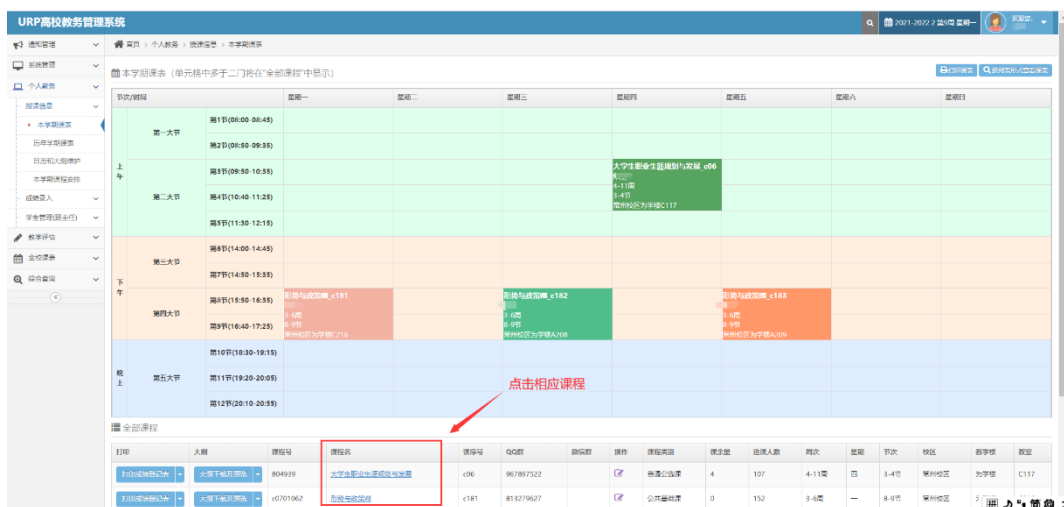 URP高校教务管理系统
2021-2022 2 第9周 星期一
欢迎您,
通知管理
首页 > 个人教务 > 授课信息 > 本学期课表
系统管理
个人教务
授课信息
本学期课表
历年学期课表
日历和大纲维护
本学期课程安排
成绩录入
学生管理(班主任)
教学评估
全校课表
综合查询
本学期课表 (单元格中多于二门将在"全部课程"中显示)
打印课表
节次/时间 星期一 星期二 星期三 星期四 星期五 星期六 星期日
上午
第一大节
第1节(08:00-08:45)
第2节(08:50-09:35)
第二大节
第3节(09:50-10:35)
第4节(10:40-11:25)
第5节(11:30-12:15)
大学生职业生涯规划与发展_c06
4-11周
3-4节
常州校区为学楼C117
下午
第三大节
第6节(14:00-14:45)
第7节(14:50-15:35)
第四大节
第8节(15:50-16:35)
第9节(16:40-17:25)
形势与政策Ⅲ_c181
3-6周
8-9节
常州校区为学楼C216
形势与政策Ⅲ_c182
3-6周
8-9节
常州校区为学楼A208
形势与政策Ⅲ_c183
3-6周
8-9节
常州校区为学楼A209
晚上
第五大节
第10节(18:30-19:15)
第11节(19:20-20:05)
第12节(20:10-20:55)
点击相应课程
全部课程
打印 大纲 课程号 课程名 课序号 QQ群 微信群 操作 课程类别 课余量 选课人数 周次 星期 节次 校区 教学楼 教室
打印成绩登记表 大纲下载及预览 804939 大学生职业生涯规划与发展 c06 967897522 普通公选课 4 107 4-11周 四 3-4节 常州校区 为学楼 C117
打印成绩登记表 大纲下载及预览 c0701062 形势与政策Ⅲ c181 813279627 公共基础课 0 152 3-6周 一 8-9节 常州校区
简